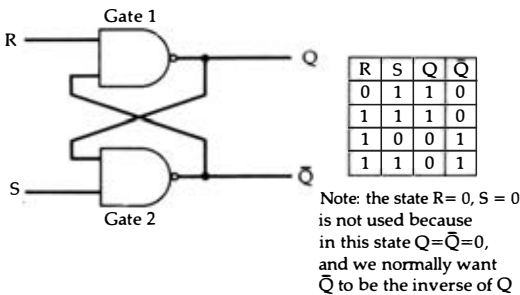 Gate 1
R
Q
S
Q̄
Gate 2
R S Q Q̄
0 1 1 0
1 1 1 0
1 0 0 1
1 1 0 1
Note: the state R= 0, S = 0
is not used because
in this state Q=Q̄=0,
and we normally want
Q̄ to be the inverse of Q